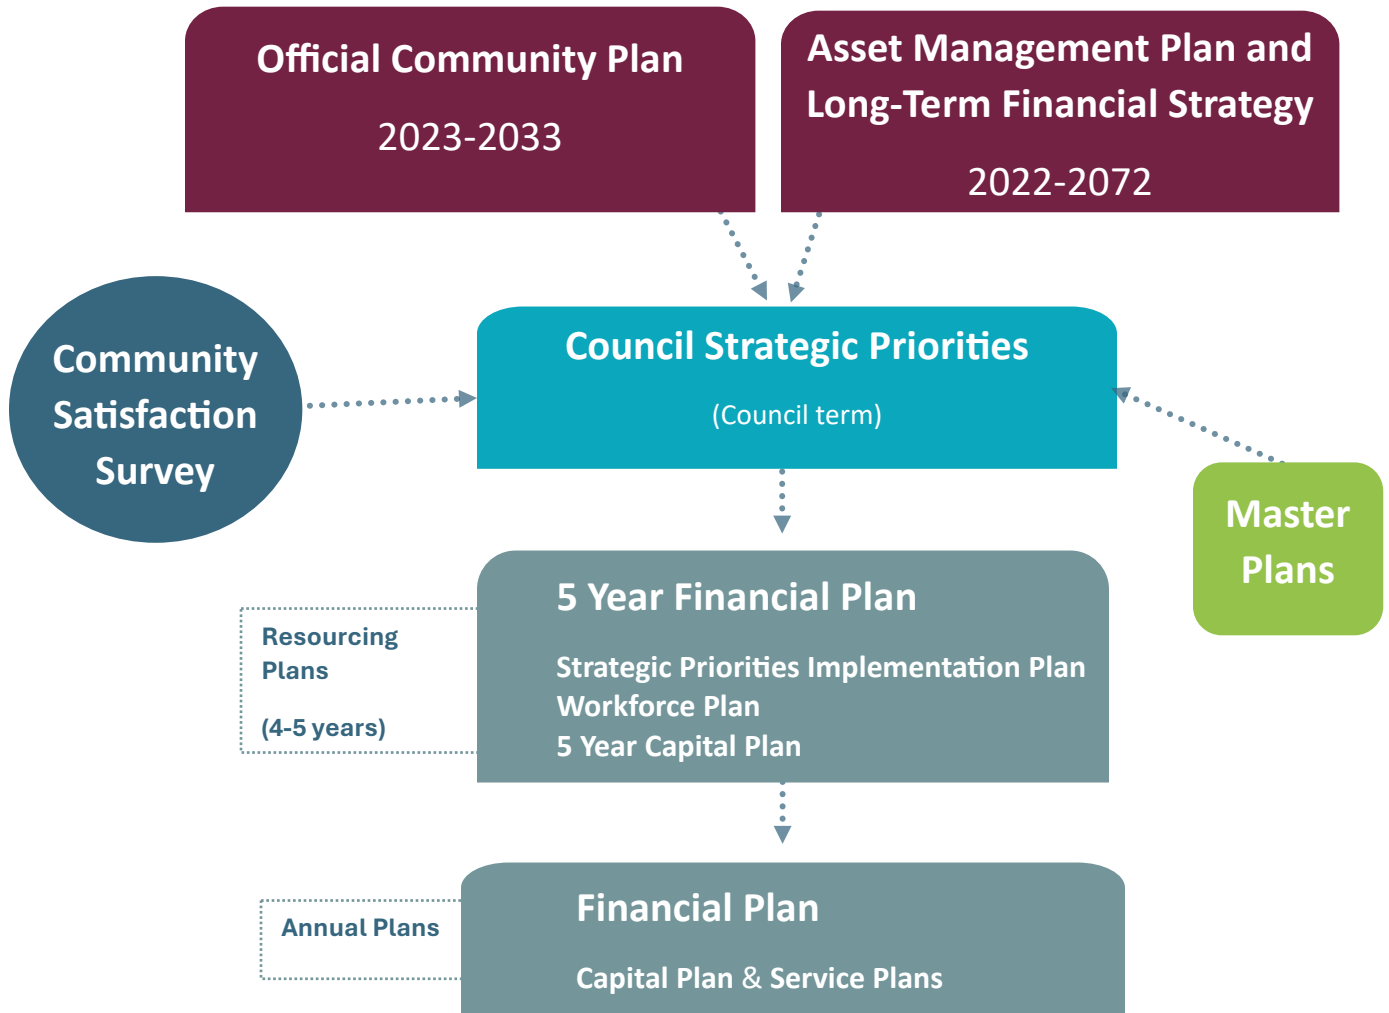 Official Community Plan
2023-2033
Asset Management Plan and
Long-Term Financial Strategy
2022-2072
Community
Satisfaction
Survey
Council Strategic Priorities
(Council term)
Master
Plans
Resourcing
Plans
(4-5 years)
5 Year Financial Plan
Strategic Priorities Implementation Plan
Workforce Plan
5 Year Capital Plan
Annual Plans
Financial Plan
Capital Plan & Service Plans